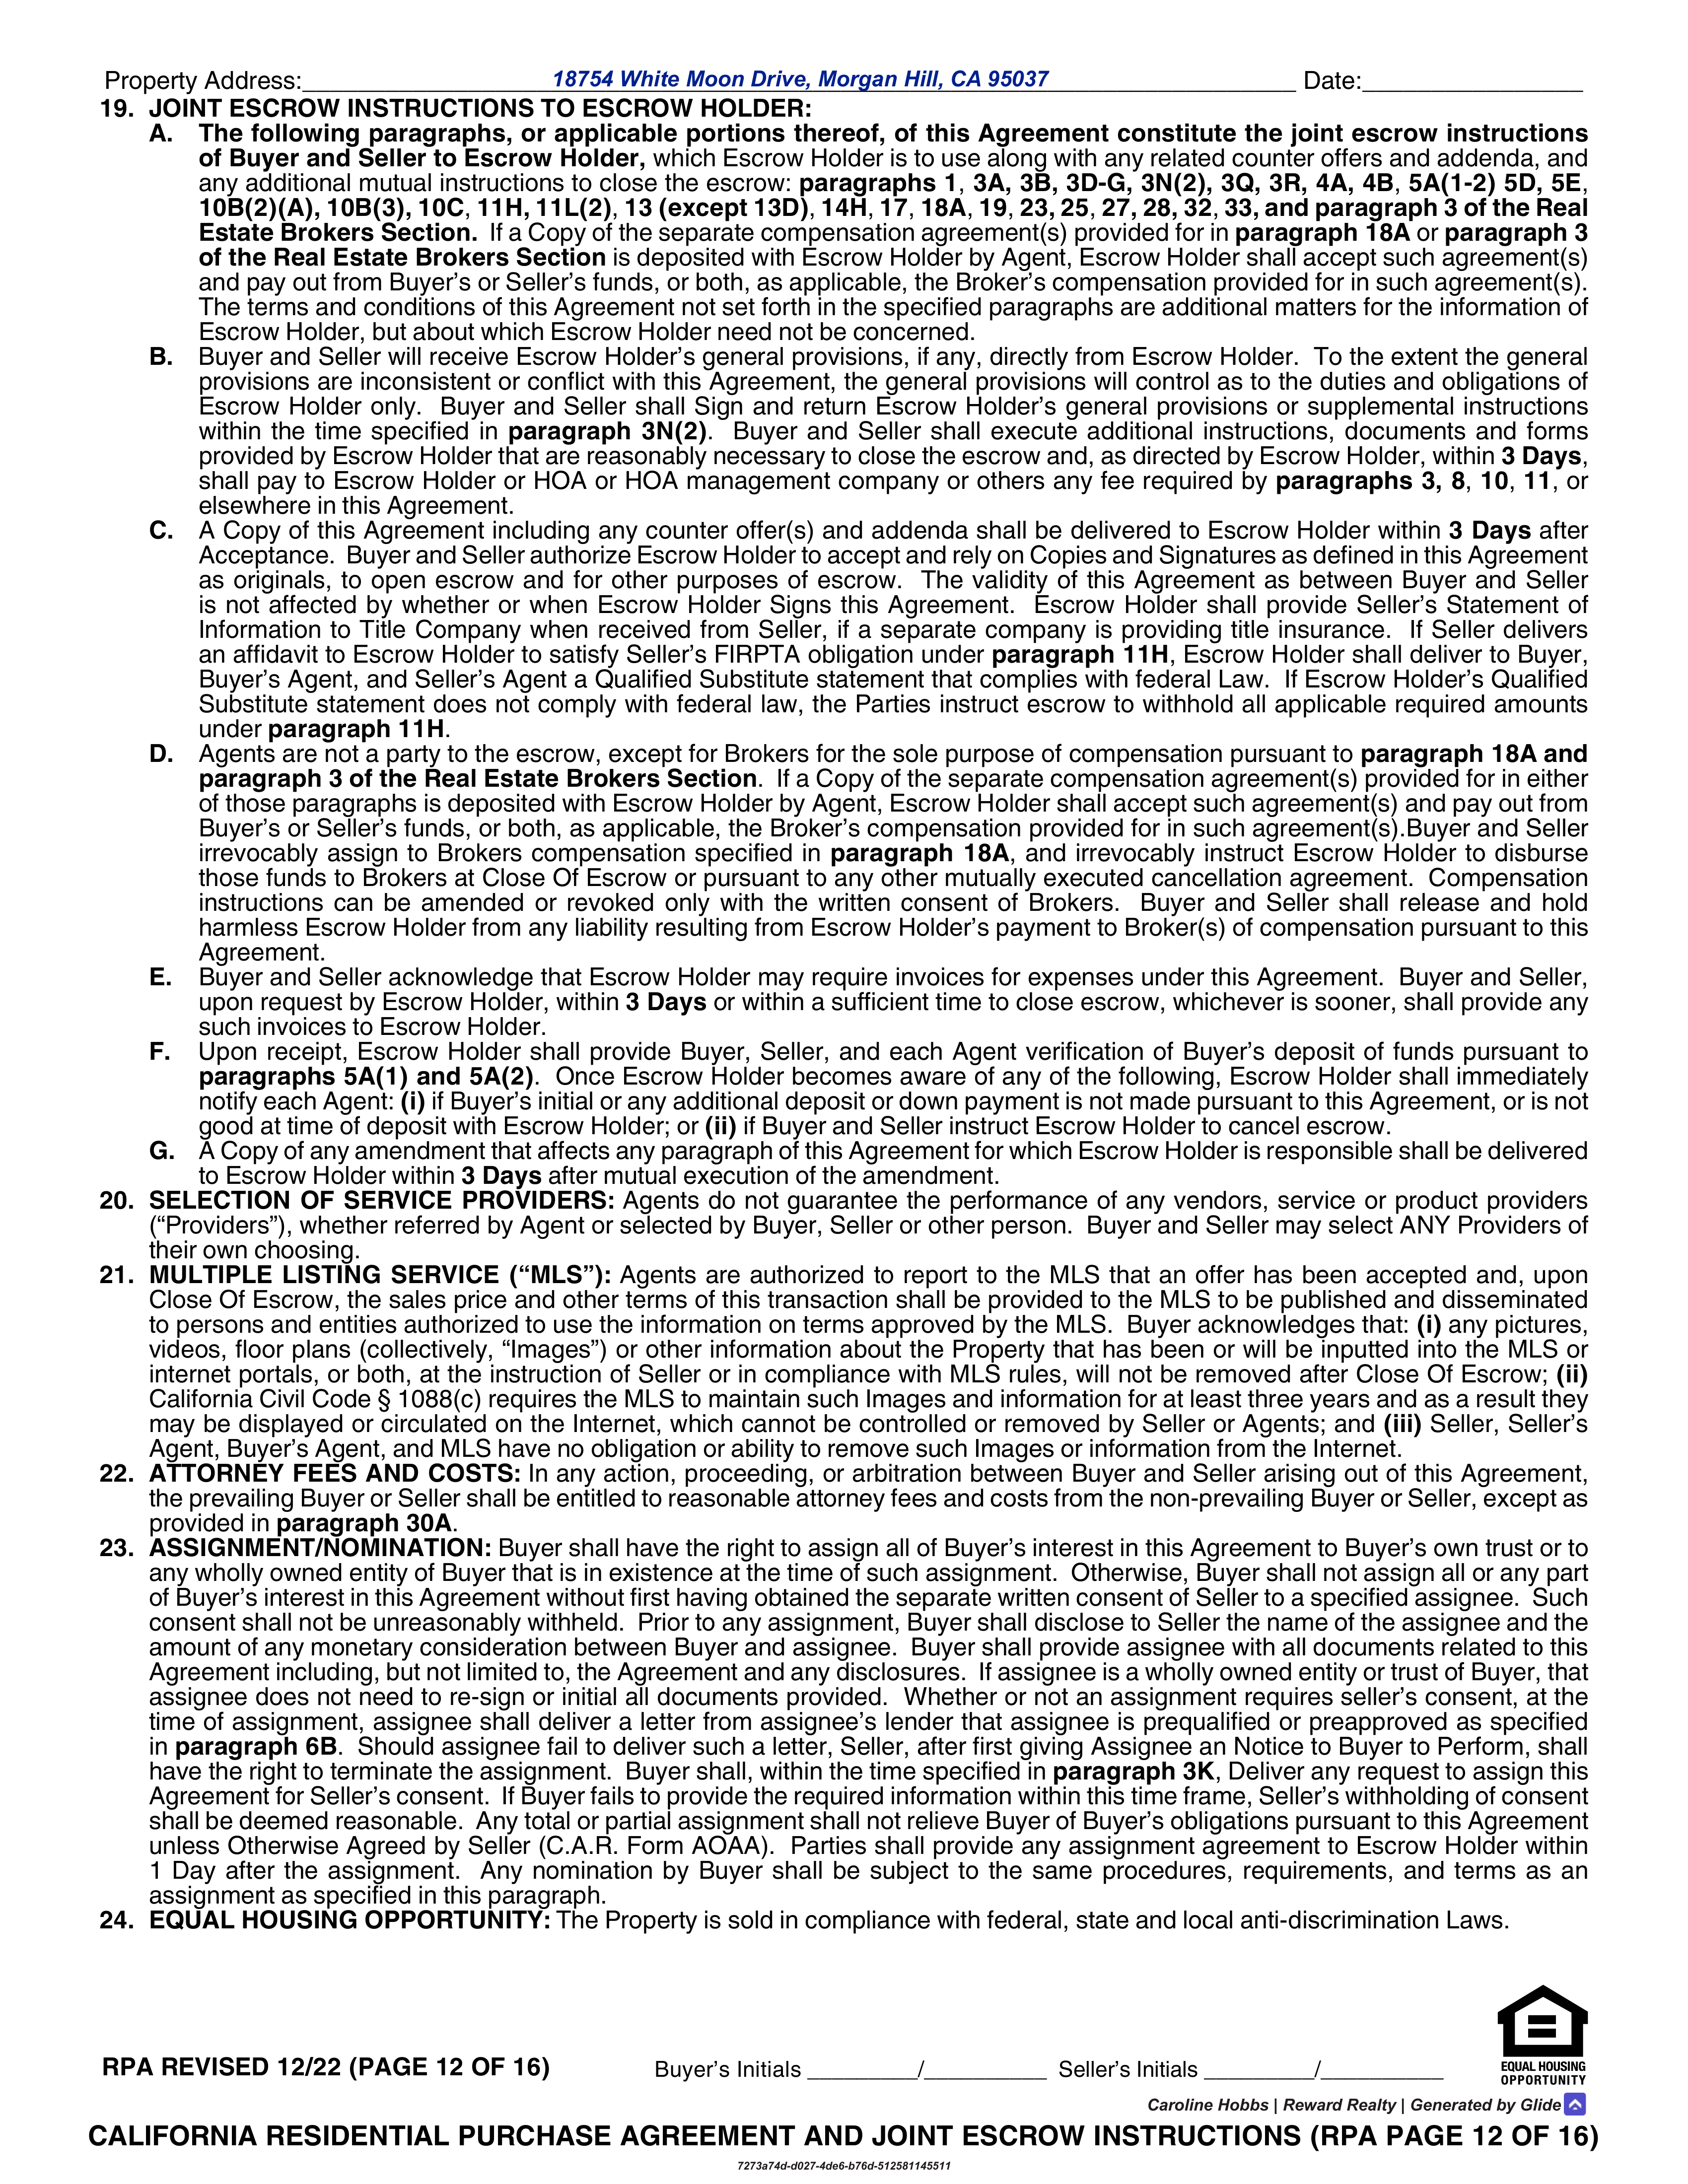 Property Address: 18754 White Moon Drive, Morgan Hill, CA 95037 Date:
19. JOINT ESCROW INSTRUCTIONS TO ESCROW HOLDER:
A. The following paragraphs, or applicable portions thereof, of this Agreement constitute the joint escrow instructions
of Buyer and Seller to Escrow Holder, which Escrow Holder is to use along with any related counter offers and addenda, and
any additional mutual instructions to close the escrow: paragraphs 1, 3A, 3B, 3D-G, 3N(2), 3Q, 3R, 4A, 4B, 5A(1-2) 5D, 5E,
10B(2)(A), 10B(3), 10C, 11H, 11L(2), 13 (except 13D), 14H, 17, 18A, 19, 23, 25, 27, 28, 32, 33, and paragraph 3 of the Real
Estate Brokers Section. If a Copy of the separate compensation agreement(s) provided for in paragraph 18A or paragraph 3
of the Real Estate Brokers Section is deposited with Escrow Holder by Agent, Escrow Holder shall accept such agreement(s)
and pay out from Buyer's or Seller's funds, or both, as applicable, the Broker's compensation provided for in such agreement(s).
The terms and conditions of this Agreement not set forth in the specified paragraphs are additional matters for the information of
Escrow Holder, but about which Escrow Holder need not be concerned.
B. Buyer and Seller will receive Escrow Holder's general provisions, if any, directly from Escrow Holder. To the extent the general
provisions are inconsistent or conflict with this Agreement, the general provisions will control as to the duties and obligations of
Escrow Holder only. Buyer and Seller shall Sign and return Escrow Holder's general provisions or supplemental instructions
within the time specified in paragraph 3N(2). Buyer and Seller shall execute additional instructions, documents and forms
provided by Escrow Holder that are reasonably necessary to close the escrow and, as directed by Escrow Holder, within 3 Days,
shall pay to Escrow Holder or HOA or HOA management company or others any fee required by paragraphs 3, 8, 10, 11, or
elsewhere in this Agreement.
C. A Copy of this Agreement including any counter offer(s) and addenda shall be delivered to Escrow Holder within 3 Days after
Acceptance. Buyer and Seller authorize Escrow Holder to accept and rely on Copies and Signatures as defined in this Agreement
as originals, to open escrow and for other purposes of escrow. The validity of this Agreement as between Buyer and Seller
is not affected by whether or when Escrow Holder Signs this Agreement. Escrow Holder shall provide Seller's Statement of
Information to Title Company when received from Seller, if a separate company is providing title insurance. If Seller delivers
an affidavit to Escrow Holder to satisfy Seller's FIRPTA obligation under paragraph 11H, Escrow Holder shall deliver to Buyer,
Buyer's Agent, and Seller's Agent a Qualified Substitute statement that complies with federal Law. If Escrow Holder's Qualified
Substitute statement does not comply with federal law, the Parties instruct escrow to withhold all applicable required amounts
under paragraph 11H.
D. Agents are not a party to the escrow, except for Brokers for the sole purpose of compensation pursuant to paragraph 18A and
paragraph 3 of the Real Estate Brokers Section. If a Copy of the separate compensation agreement(s) provided for in either
of those paragraphs is deposited with Escrow Holder by Agent, Escrow Holder shall accept such agreement(s) and pay out from
Buyer's or Seller's funds, or both, as applicable, the Broker's compensation provided for in such agreement(s).Buyer and Seller
irrevocably assign to Brokers compensation specified in paragraph 18A, and irrevocably instruct Escrow Holder to disburse
those funds to Brokers at Close Of Escrow or pursuant to any other mutually executed cancellation agreement. Compensation
instructions can be amended or revoked only with the written consent of Brokers. Buyer and Seller shall release and hold
harmless Escrow Holder from any liability resulting from Escrow Holder's payment to Broker(s) of compensation pursuant to this
Agreement.
E. Buyer and Seller acknowledge that Escrow Holder may require invoices for expenses under this Agreement. Buyer and Seller,
upon request by Escrow Holder, within 3 Days or within a sufficient time to close escrow, whichever is sooner, shall provide any
such invoices to Escrow Holder.
F. Upon receipt, Escrow Holder shall provide Buyer, Seller, and each Agent verification of Buyer's deposit of funds pursuant to
paragraphs 5A(1) and 5A(2). Once Escrow Holder becomes aware of any of the following, Escrow Holder shall immediately
notify each Agent: (i) if Buyer's initial or any additional deposit or down payment is not made pursuant to this Agreement, or is not
good at time of deposit with Escrow Holder; or (ii) if Buyer and Seller instruct Escrow Holder to cancel escrow.
G. A Copy of any amendment that affects any paragraph of this Agreement for which Escrow Holder is responsible shall be delivered
to Escrow Holder within 3 Days after mutual execution of the amendment.
20. SELECTION OF SERVICE PROVIDERS: Agents do not guarantee the performance of any vendors, service or product providers
("Providers"), whether referred by Agent or selected by Buyer, Seller or other person. Buyer and Seller may select ANY Providers of
their own choosing.
21. MULTIPLE LISTING SERVICE ("MLS"): Agents are authorized to report to the MLS that an offer has been accepted and, upon
Close Of Escrow, the sales price and other terms of this transaction shall be provided to the MLS to be published and disseminated
to persons and entities authorized to use the information on terms approved by the MLS. Buyer acknowledges that: (i) any pictures,
videos, floor plans (collectively, "Images") or other information about the Property that has been or will be inputted into the MLS or
internet portals, or both, at the instruction of Seller or in compliance with MLS rules, will not be removed after Close Of Escrow; (ii)
California Civil Code § 1088(c) requires the MLS to maintain such Images and information for at least three years and as a result they
may be displayed or circulated on the Internet, which cannot be controlled or removed by Seller or Agents; and (iii) Seller, Seller's
Agent, Buyer's Agent, and MLS have no obligation or ability to remove such Images or information from the Internet.
22. ATTORNEY FEES AND COSTS: In any action, proceeding, or arbitration between Buyer and Seller arising out of this Agreement,
the prevailing Buyer or Seller shall be entitled to reasonable attorney fees and costs from the non-prevailing Buyer or Seller, except as
provided in paragraph 30A.
23. ASSIGNMENT/NOMINATION: Buyer shall have the right to assign all of Buyer's interest in this Agreement to Buyer's own trust or to
any wholly owned entity of Buyer that is in existence at the time of such assignment. Otherwise, Buyer shall not assign all or any part
of Buyer's interest in this Agreement without first having obtained the separate written consent of Seller to a specified assignee. Such
consent shall not be unreasonably withheld. Prior to any assignment, Buyer shall disclose to Seller the name of the assignee and the
amount of any monetary consideration between Buyer and assignee. Buyer shall provide assignee with all documents related to this
Agreement including, but not limited to, the Agreement and any disclosures. If assignee is a wholly owned entity or trust of Buyer, that
assignee does not need to re-sign or initial all documents provided. Whether or not an assignment requires seller's consent, at the
time of assignment, assignee shall deliver a letter from assignee's lender that assignee is prequalified or preapproved as specified
in paragraph 6B. Should assignee fail to deliver such a letter, Seller, after first giving Assignee an Notice to Buyer to Perform, shall
have the right to terminate the assignment. Buyer shall, within the time specified in paragraph 3K, Deliver any request to assign this
Agreement for Seller's consent. If Buyer fails to provide the required information within this time frame, Seller's withholding of consent
shall be deemed reasonable. Any total or partial assignment shall not relieve Buyer of Buyer's obligations pursuant to this Agreement
unless Otherwise Agreed by Seller (C.A.R. Form AOAA). Parties shall provide any assignment agreement to Escrow Holder within
1 Day after the assignment. Any nomination by Buyer shall be subject to the same procedures, requirements, and terms as an
assignment as specified in this paragraph.
24. EQUAL HOUSING OPPORTUNITY: The Property is sold in compliance with federal, state and local anti-discrimination Laws.
RPA REVISED 12/22 (PAGE 12 OF 16) Buyer's Initials ________/________ Seller's Initials ________/________
EQUAL HOUSING
OPPORTUNITY
Caroline Hobbs | Reward Realty | Generated by Glide
CALIFORNIA RESIDENTIAL PURCHASE AGREEMENT AND JOINT ESCROW INSTRUCTIONS (RPA PAGE 12 OF 16)
7273a74d-d027-4de6-b76d-512581145511